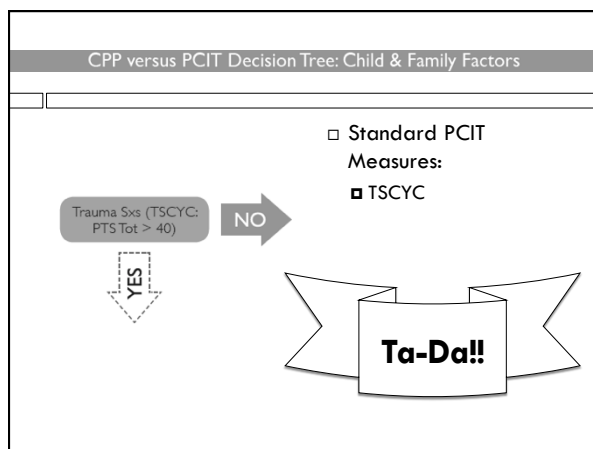 CPP versus PCIT Decision Tree: Child & Family Factors
Standard PCIT
Measures:
TSCYC
Trauma Sxs (TSCYC:
PTS Tot > 40)
NO
YES
Ta-Da!!